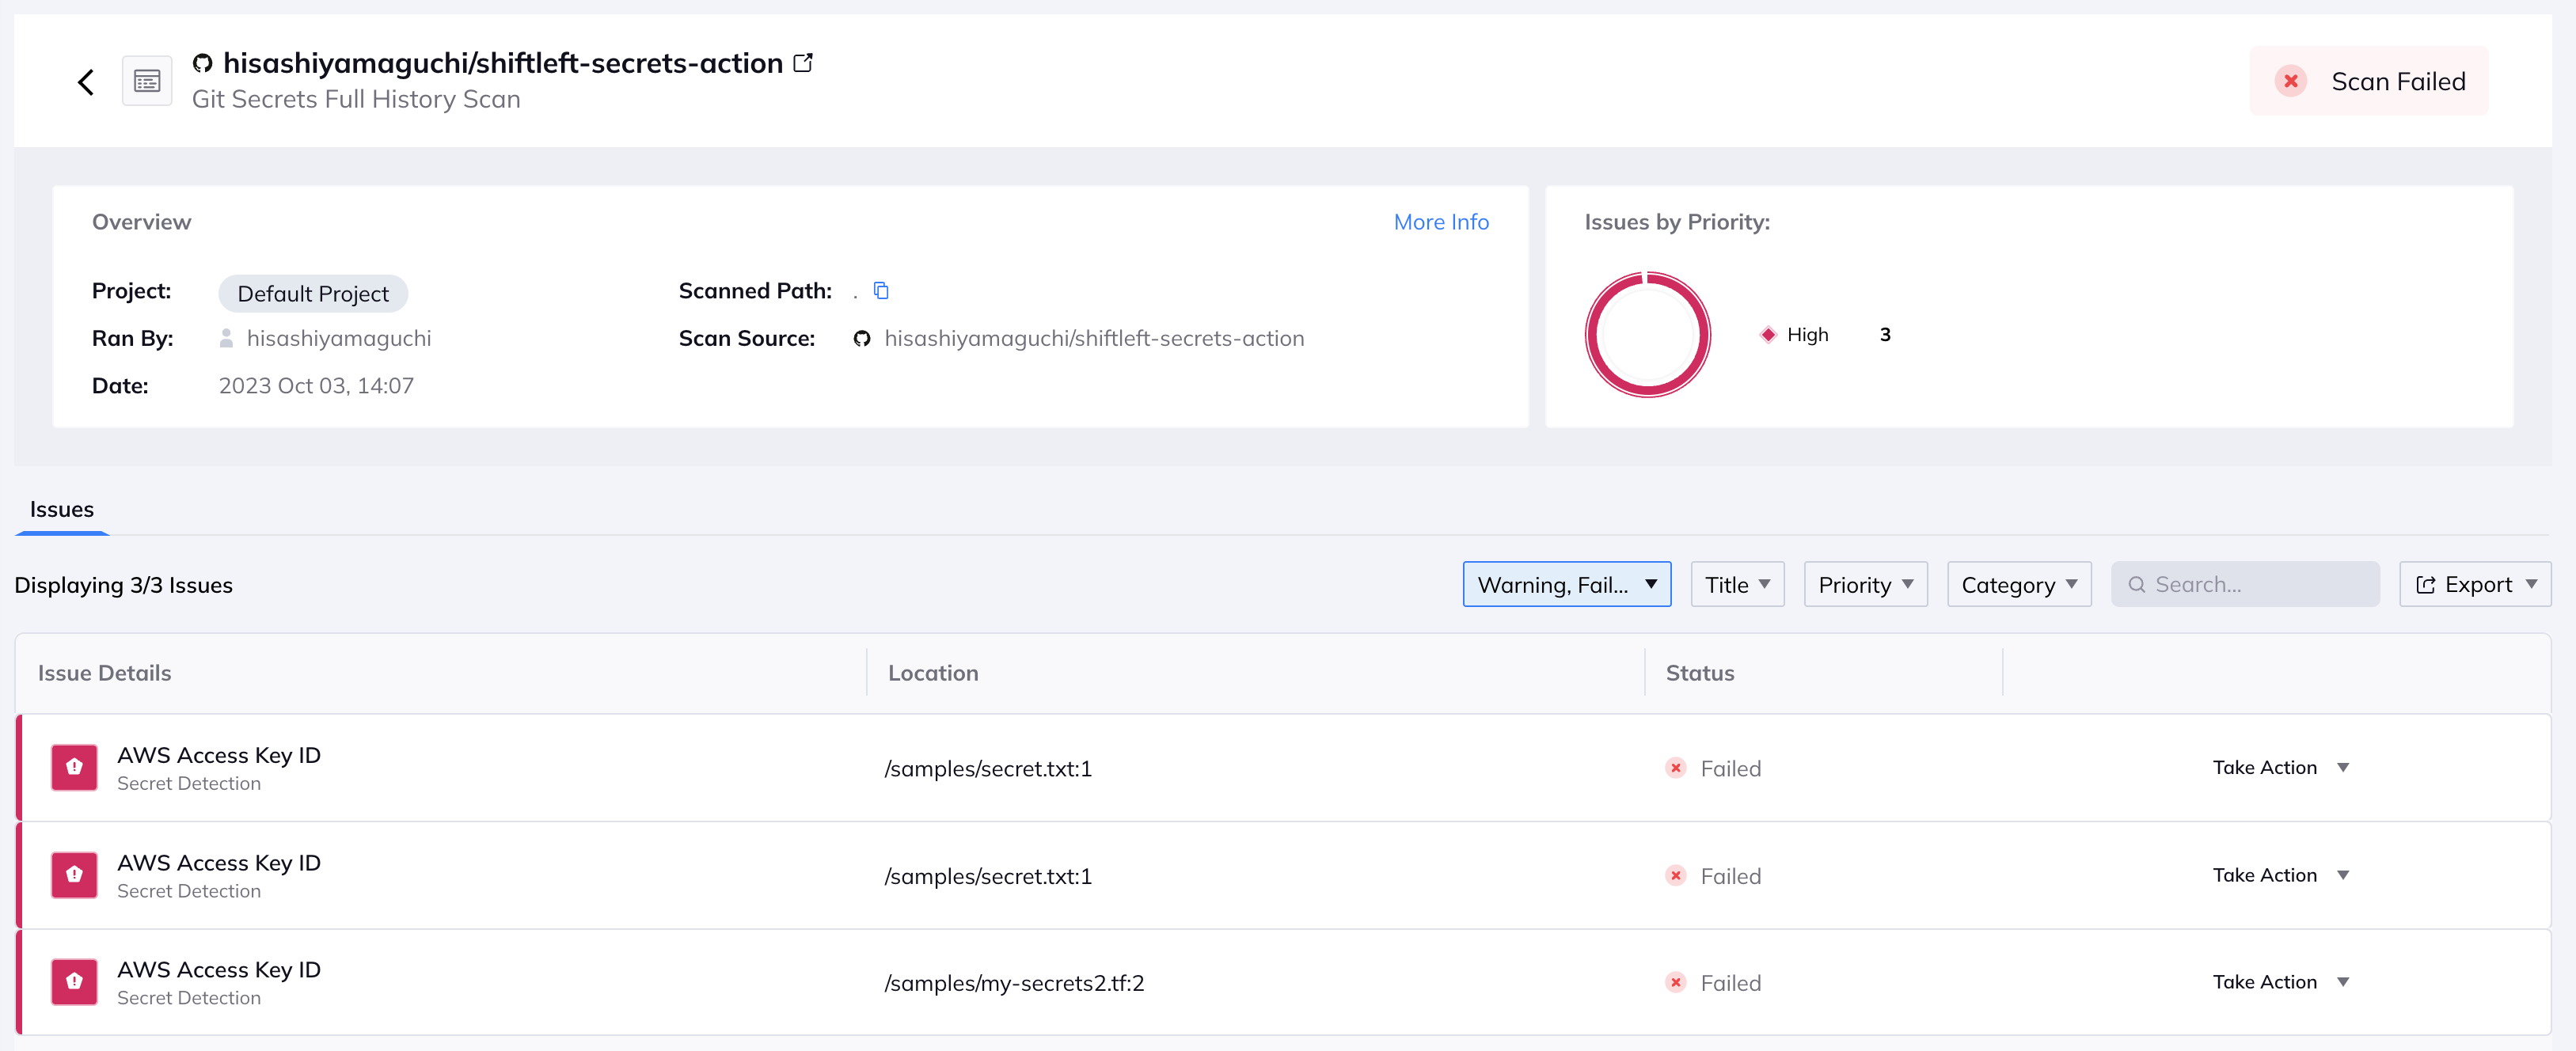 hisashiyamaguchi/shiftleft-secrets-action
Git Secrets Full History Scan
Scan Failed
Overview
More Info
Project: Default Project
Scanned Path: .
Ran By: hisashiyamaguchi
Scan Source: hisashiyamaguchi/shiftleft-secrets-action
Date: 2023 Oct 03, 14:07
Issues by Priority:
High 3
Issues
Displaying 3/3 Issues
Warning, Fail...
Title
Priority
Category
Search...
Export
Issue Details Location Status
AWS Access Key ID
Secret Detection
/samples/secret.txt:1
Failed
Take Action
AWS Access Key ID
Secret Detection
/samples/secret.txt:1
Failed
Take Action
AWS Access Key ID
Secret Detection
/samples/my-secrets2.tf:2
Failed
Take Action